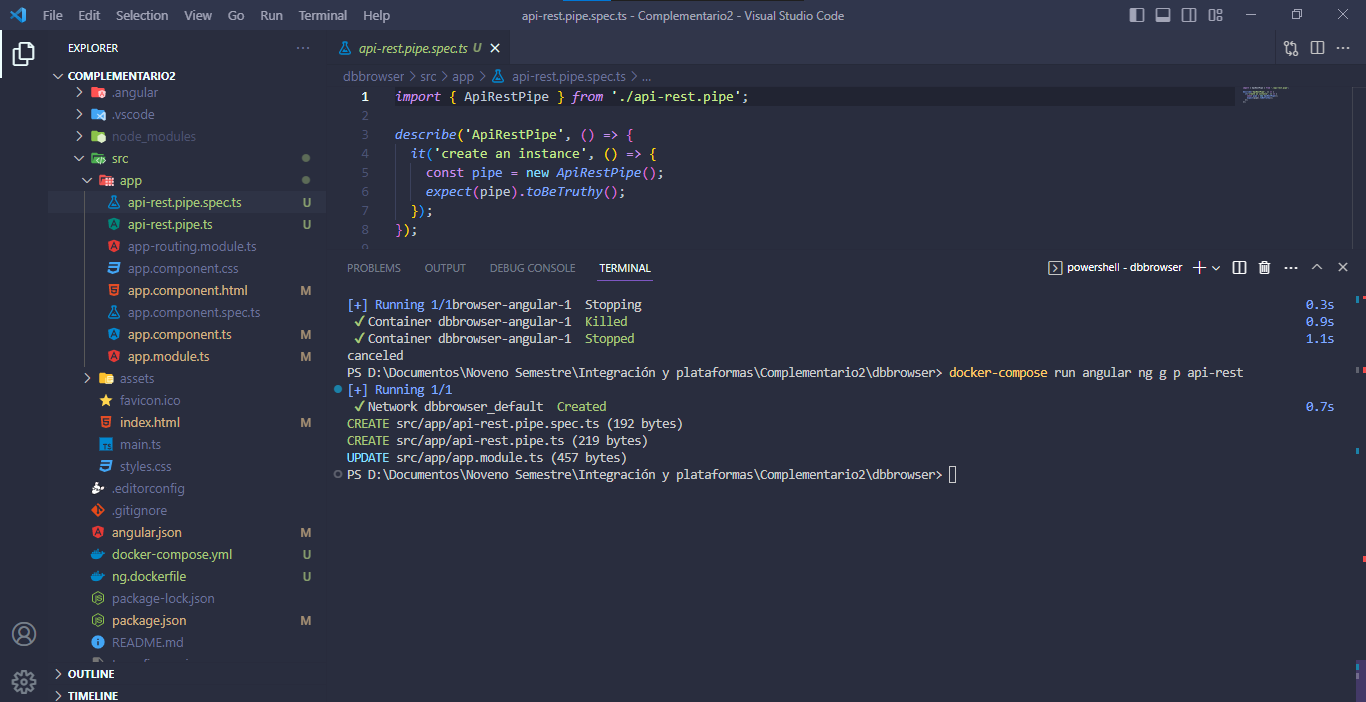 File Edit Selection View Go Run Terminal Help
api-rest.pipe.spec.ts - Complementario2 - Visual Studio Code
EXPLORER
COMPLEMENTARIO2
.angular
.vscode
node_modules
src
app
api-rest.pipe.spec.ts U
api-rest.pipe.ts U
app-routing.module.ts
app.component.css
app.component.html M
app.component.spec.ts
app.component.ts M
app.module.ts M
assets
favicon.ico
index.html M
main.ts
styles.css
.editorconfig
.gitignore
angular.json M
docker-compose.yml U
ng.dockerfile U
package-lock.json
package.json M
README.md
OUTLINE
TIMELINE
api-rest.pipe.spec.ts U
dbbrowser > src > app > api-rest.pipe.spec.ts > ...
1 import { ApiRestPipe } from './api-rest.pipe';
2
3 describe('ApiRestPipe', () => {
4 it('create an instance', () => {
5 const pipe = new ApiRestPipe();
6 expect(pipe).toBeTruthy();
7 });
8 });
9
PROBLEMS OUTPUT DEBUG CONSOLE TERMINAL
powershell - dbbrowser
[+] Running 1/1browser-angular-1 Stopping 0.3s
✔Container dbbrowser-angular-1 Killed 0.9s
✔Container dbbrowser-angular-1 Stopped 1.1s
canceled
PS D:\Documentos\Noveno Semestre\Integración y plataformas\Complementario2\dbbrowser> docker-compose run angular ng g p api-rest
[+] Running 1/1
✔Network dbbrowser_default Created 0.7s
CREATE src/app/api-rest.pipe.spec.ts (192 bytes)
CREATE src/app/api-rest.pipe.ts (219 bytes)
UPDATE src/app/app.module.ts (457 bytes)
PS D:\Documentos\Noveno Semestre\Integración y plataformas\Complementario2\dbbrowser>